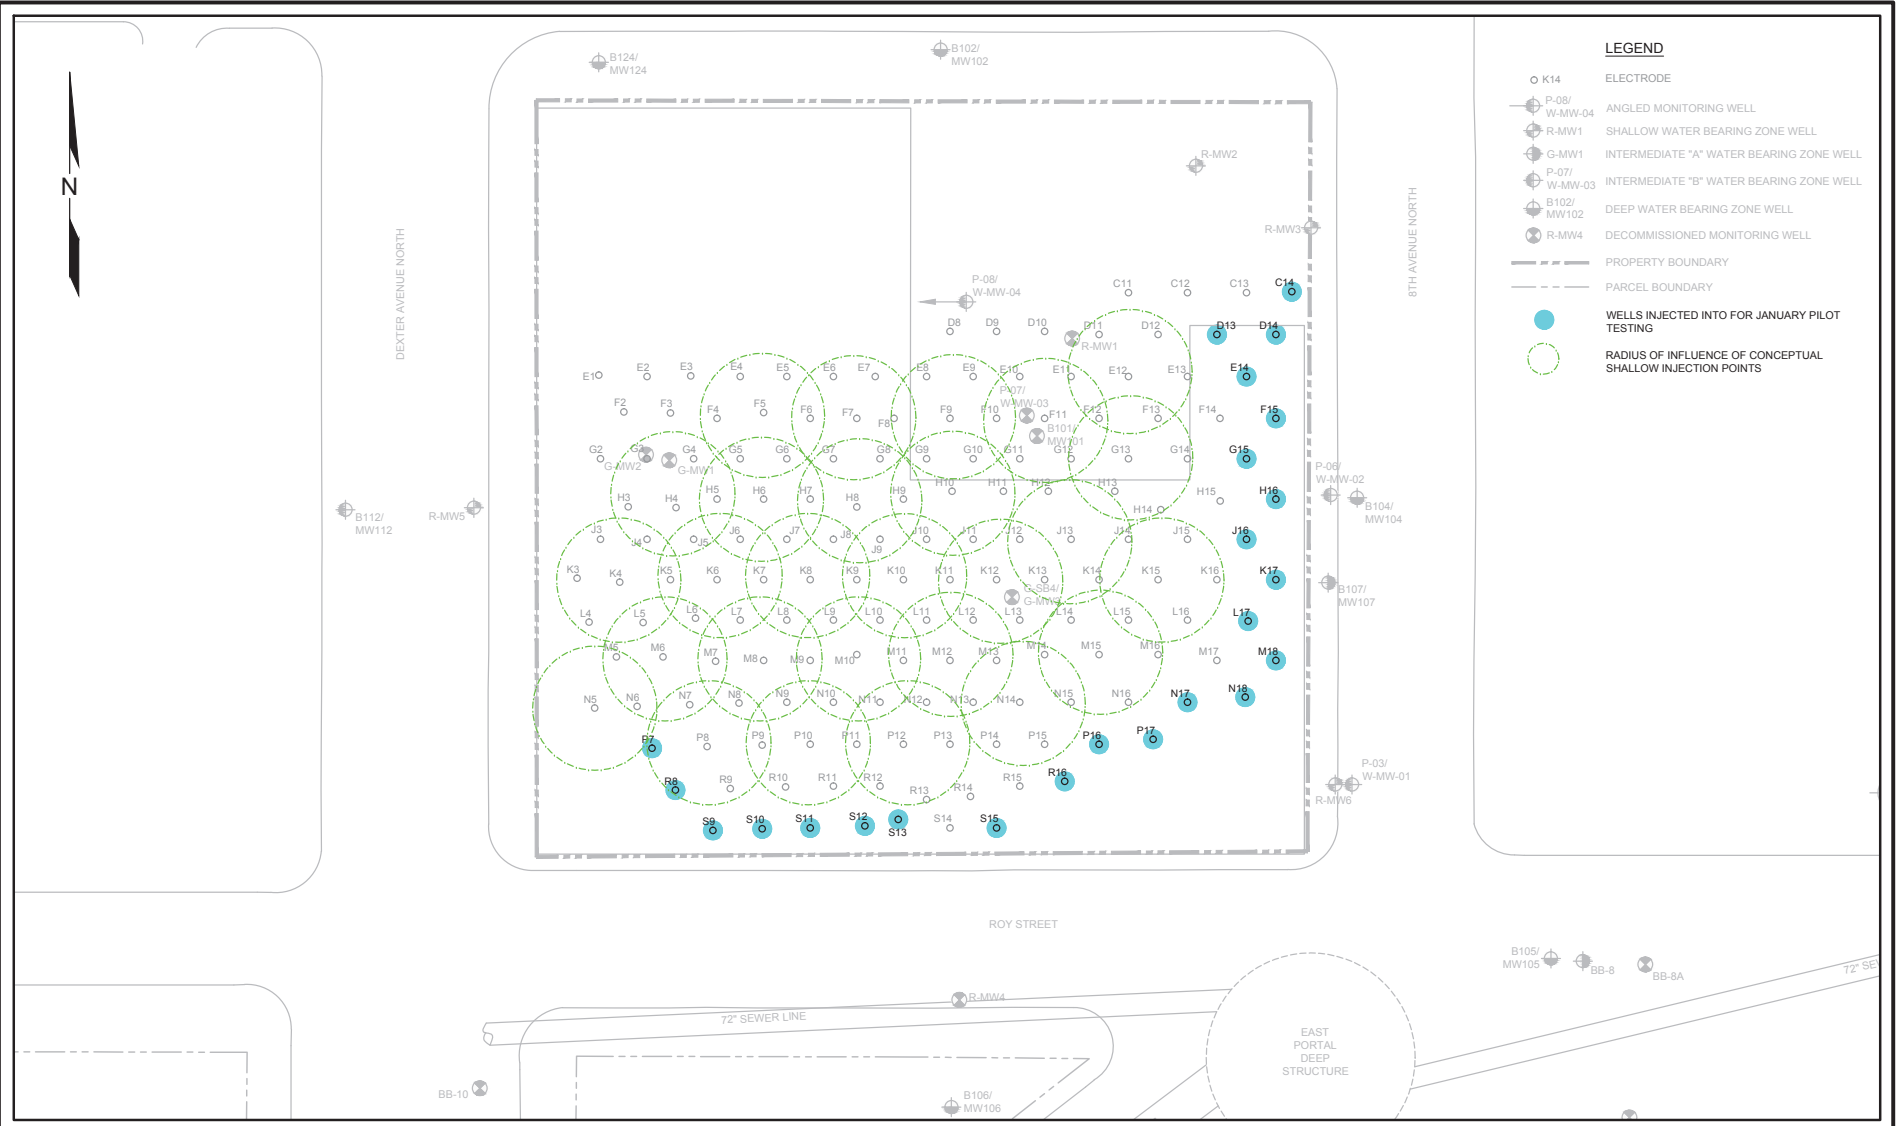 LEGEND
K14
ELECTRODE
P-08/
W-MW-04
ANGLED MONITORING WELL
R-MW1
SHALLOW WATER BEARING ZONE WELL
G-MW1
INTERMEDIATE "A" WATER BEARING ZONE WELL
P-07/
W-MW-03
INTERMEDIATE "B" WATER BEARING ZONE WELL
B102/
MW102
DEEP WATER BEARING ZONE WELL
R-MW4
DECOMMISSIONED MONITORING WELL
PROPERTY BOUNDARY
PARCEL BOUNDARY
WELLS INJECTED INTO FOR JANUARY PILOT
TESTING
RADIUS OF INFLUENCE OF CONCEPTUAL
SHALLOW INJECTION POINTS
N
B124/
MW124
B102/
MW102
R-MW2
R-MW3
DEXTER AVENUE NORTH
8TH AVENUE NORTH
P-08/
W-MW-04
C11 C12 C13 C14
D8 D9 D10 D11 D12 D13 D14
R-MW1
E1 E2 E3 E4 E5 E6 E7 E8 E9 E10 E11 E12 E13 E14
P-07/
W-MW-03
F2 F3 F4 F5 F6 F7 F8 F9 F10 F11 F12 F13 F14 F15
B101/
MW101
G2 G3 G4 G5 G6 G7 G8 G9 G10 G11 G12 G13 G14 G15
G-MW2
G-MW1
P-06/
W-MW-02
H3 H4 H5 H6 H7 H8 H9 H10 H11 H12 H13 H14 H15 H16
B112/
MW112
R-MW5
B104/
MW104
J3 J4 J5 J6 J7 J8 J9 J10 J11 J12 J13 J14 J15 J16
K3 K4 K5 K6 K7 K8 K9 K10 K11 K12 K13 K14 K15 K16 K17
G-SB4/
B107/
MW107
L4 L5 L6 L7 L8 L9 L10 L11 L12 L13 L14 L15 L16 L17
M5 M6 M7 M8 M9 M10 M11 M12 M13 M14 M15 M16 M17 M18
N5 N6 N7 N8 N9 N10 N11 N12 N13 N14 N15 N16 N17 N18
P7 P8 P9 P10 P11 P12 P13 P14 P15 P16 P17
R8 R9 R10 R11 R12 R13 R14 R15 R16
P-03/
W-MW-01
R-MW6
S9 S10 S11 S12 S13 S14 S15
ROY STREET
B105/
MW105
BB-8
BB-8A
R-MW4
72" SEWER LINE
EAST
PORTAL
DEEP
STRUCTURE
BB-10
B106/
MW106